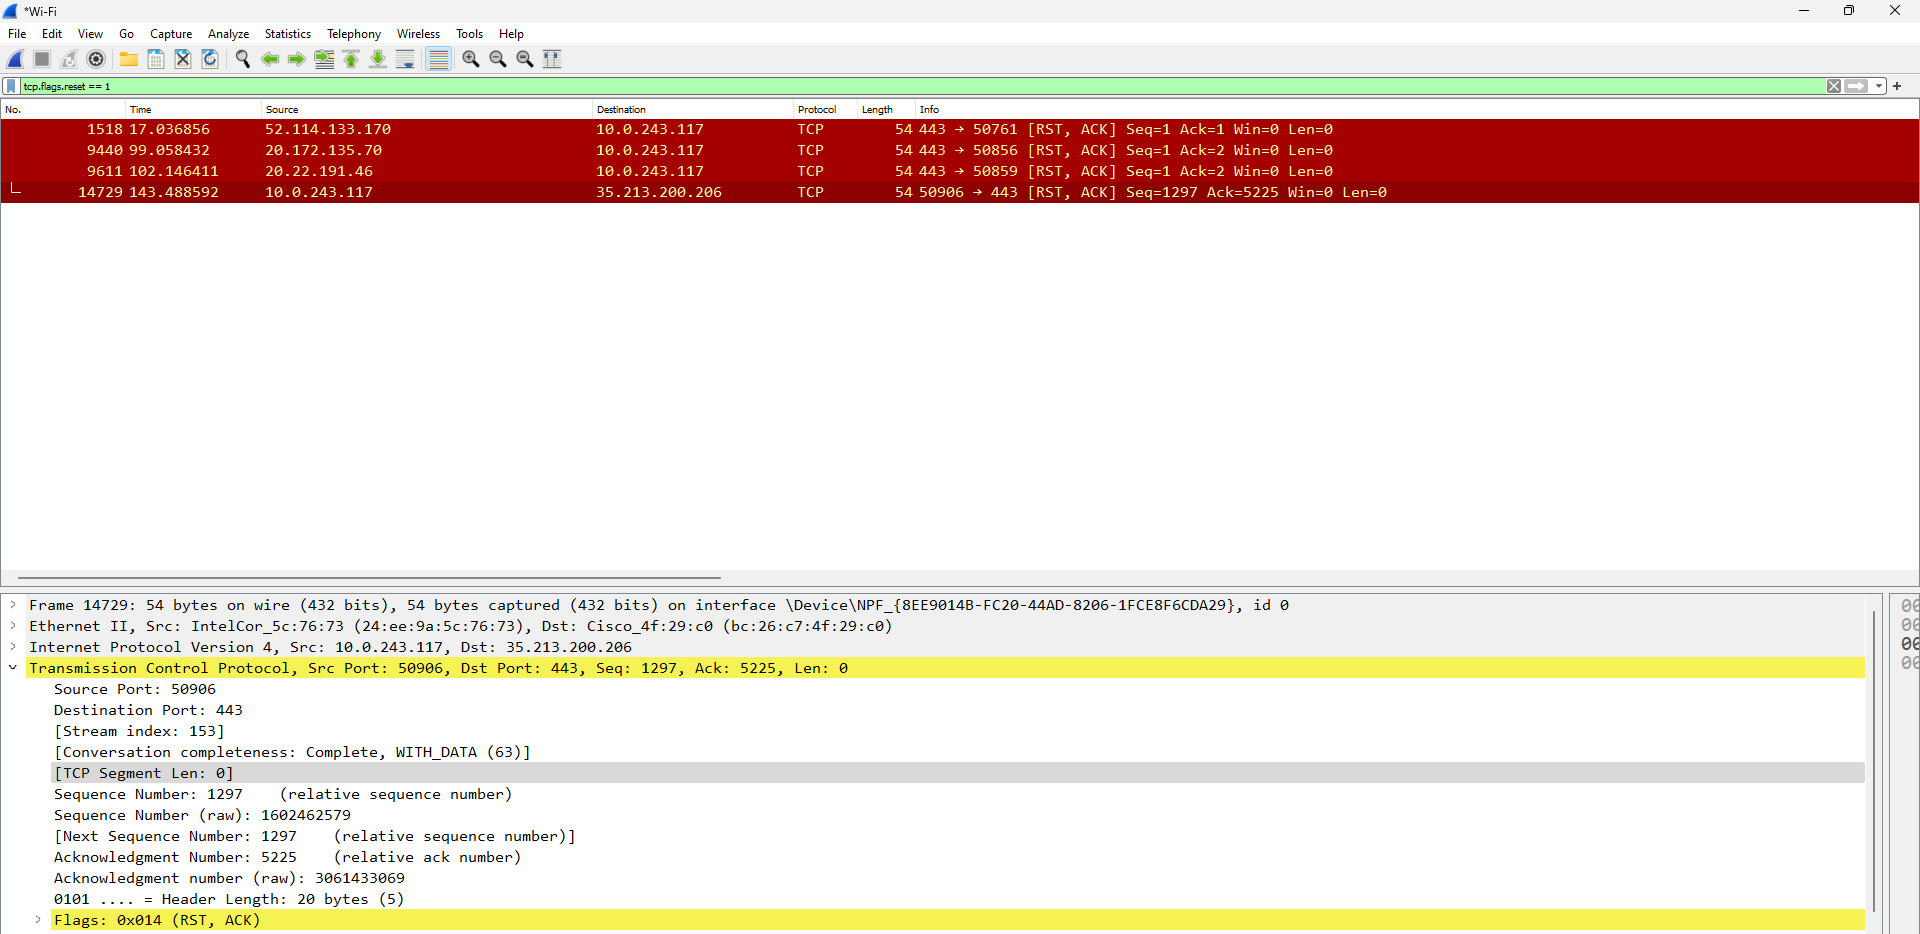 *Wi-Fi
File Edit View Go Capture Analyze Statistics Telephony Wireless Tools Help
tcp.flags.reset == 1
No. Time Source Destination Protocol Length Info
1518 17.036856 52.114.133.170 10.0.243.117 TCP 54 443 → 50761 [RST, ACK] Seq=1 Ack=1 Win=0 Len=0
9440 99.058432 20.172.135.70 10.0.243.117 TCP 54 443 → 50856 [RST, ACK] Seq=1 Ack=2 Win=0 Len=0
9611 102.146411 20.22.191.46 10.0.243.117 TCP 54 443 → 50859 [RST, ACK] Seq=1 Ack=2 Win=0 Len=0
14729 143.488592 10.0.243.117 35.213.200.206 TCP 54 50906 → 443 [RST, ACK] Seq=1297 Ack=5225 Win=0 Len=0
Frame 14729: 54 bytes on wire (432 bits), 54 bytes captured (432 bits) on interface \Device\NPF_{8EE9014B-FC20-44AD-8206-1FCE8F6CDA29}, id 0
Ethernet II, Src: IntelCor_5c:76:73 (24:ee:9a:5c:76:73), Dst: Cisco_4f:29:c0 (bc:26:c7:4f:29:c0)
Internet Protocol Version 4, Src: 10.0.243.117, Dst: 35.213.200.206
Transmission Control Protocol, Src Port: 50906, Dst Port: 443, Seq: 1297, Ack: 5225, Len: 0
Source Port: 50906
Destination Port: 443
[Stream index: 153]
[Conversation completeness: Complete, WITH_DATA (63)]
[TCP Segment Len: 0]
Sequence Number: 1297 (relative sequence number)
Sequence Number (raw): 1602462579
[Next Sequence Number: 1297 (relative sequence number)]
Acknowledgment Number: 5225 (relative ack number)
Acknowledgment number (raw): 3061433069
0101 .... = Header Length: 20 bytes (5)
Flags: 0x014 (RST, ACK)